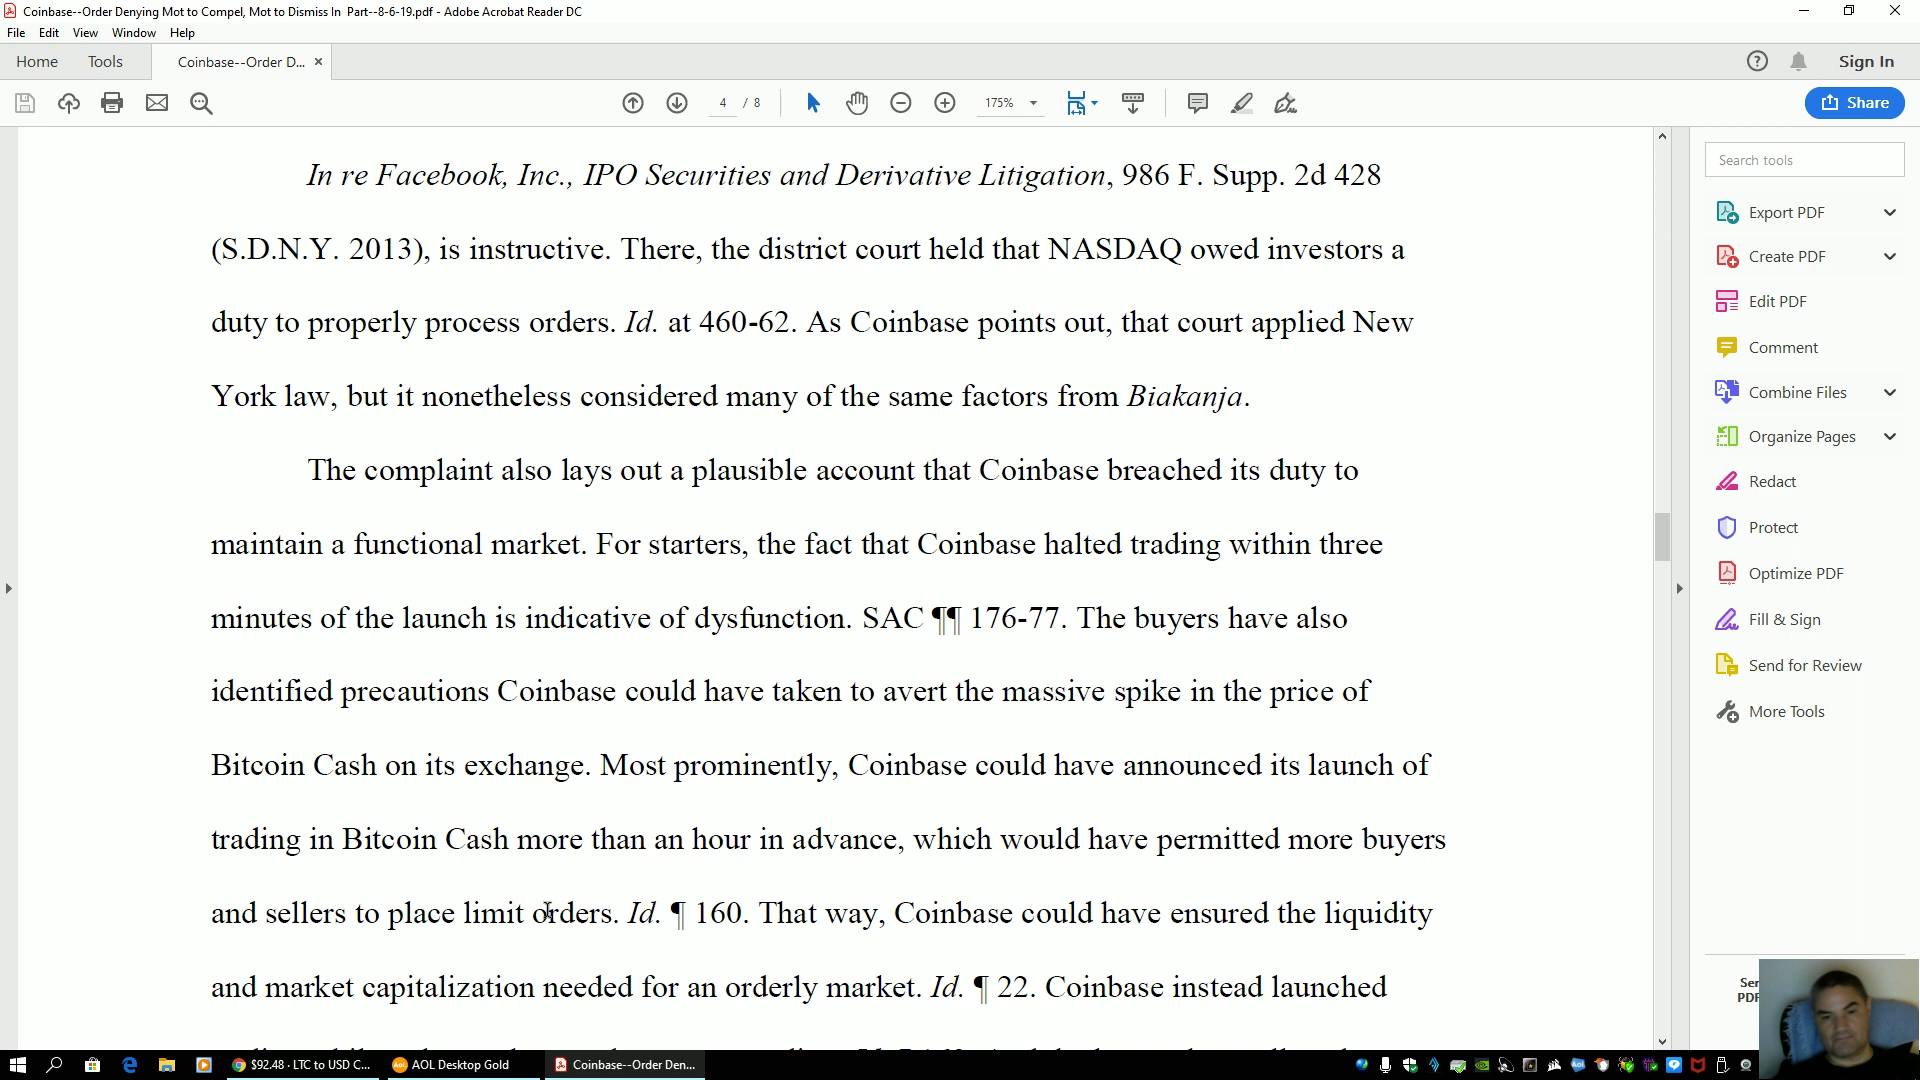 Coinbase--Order Denying Mot to Compel, Mot to Dismiss In  Part--8-6-19.pdf - Adobe Acrobat Reader DC
File Edit View Window Help
Home Tools Coinbase--Order D... × Sign In
4 / 8 175% Share
In re Facebook, Inc., IPO Securities and Derivative Litigation, 986 F. Supp. 2d 428
(S.D.N.Y. 2013), is instructive. There, the district court held that NASDAQ owed investors a
duty to properly process orders. Id. at 460-62. As Coinbase points out, that court applied New
York law, but it nonetheless considered many of the same factors from Biakanja.
The complaint also lays out a plausible account that Coinbase breached its duty to
maintain a functional market. For starters, the fact that Coinbase halted trading within three
minutes of the launch is indicative of dysfunction. SAC ¶¶ 176-77. The buyers have also
identified precautions Coinbase could have taken to avert the massive spike in the price of
Bitcoin Cash on its exchange. Most prominently, Coinbase could have announced its launch of
trading in Bitcoin Cash more than an hour in advance, which would have permitted more buyers
and sellers to place limit orders. Id. ¶ 160. That way, Coinbase could have ensured the liquidity
and market capitalization needed for an orderly market. Id. ¶ 22. Coinbase instead launched
Search tools
Export PDF
Create PDF
Edit PDF
Comment
Combine Files
Organize Pages
Redact
Protect
Optimize PDF
Fill & Sign
Send for Review
More Tools
$92.48 - LTC to USD C... AOL Desktop Gold Coinbase--Order Den...